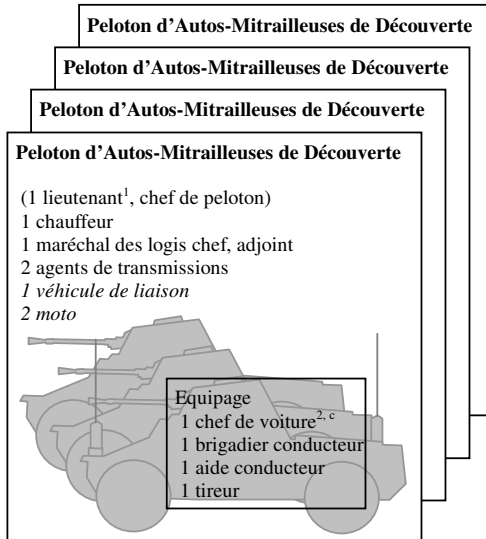 Peloton d'Autos-Mitrailleuses de Découverte
Peloton d'Autos-Mitrailleuses de Découverte
Peloton d'Autos-Mitrailleuses de Découverte
Peloton d'Autos-Mitrailleuses de Découverte
(1 lieutenant¹, chef de peloton)
1 chauffeur
1 maréchal des logis chef, adjoint
2 agents de transmissions
1 véhicule de liaison
2 moto
Equipage
1 chef de voiture², ᶜ
1 brigadier conducteur
1 aide conducteur
1 tireur